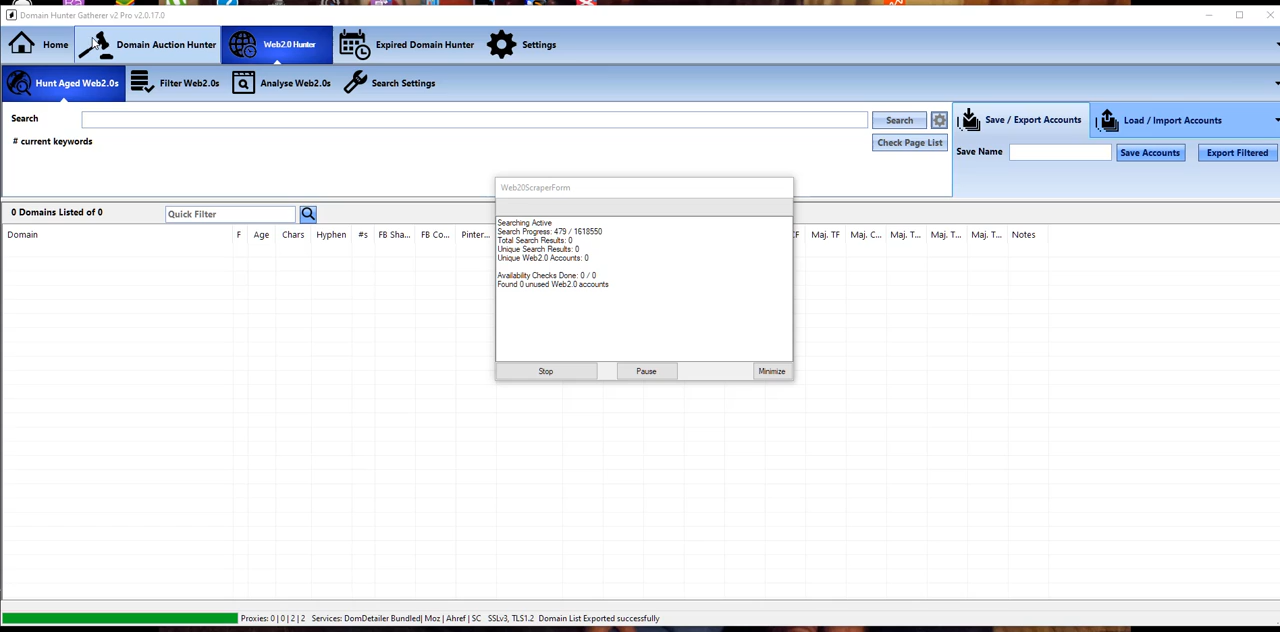 Domain Hunter Gatherer v2 Pro v2.0.17.0
Home
Domain Auction Hunter
Web2.0 Hunter
Expired Domain Hunter
Settings
Hunt Aged Web2.0s
Filter Web2.0s
Analyse Web2.0s
Search Settings
Search
Search
# current keywords
Check Page List
Save / Export Accounts
Load / Import Accounts
Save Name
Save Accounts
Export Filtered
0 Domains Listed of 0
Quick Filter
Domain F Age Chars Hyphen #s FB Sha... FB Co... Pinter... Maj. TF Maj. C... Maj. T... Maj. T... Maj. T... Notes
Web20ScraperForm
Searching Active
Search Progress: 479 / 1618550
Total Search Results: 0
Unique Search Results: 0
Unique Web2.0 Accounts: 0
Availability Checks Done: 0 / 0
Found 0 unused Web2.0 accounts
Stop
Pause
Minimize
Proxies: 0 | 0 | 2 | 2 Services: DomDetailer Bundled| Moz | Ahref | SC SSLv3, TLS1.2 Domain List Exported successfully